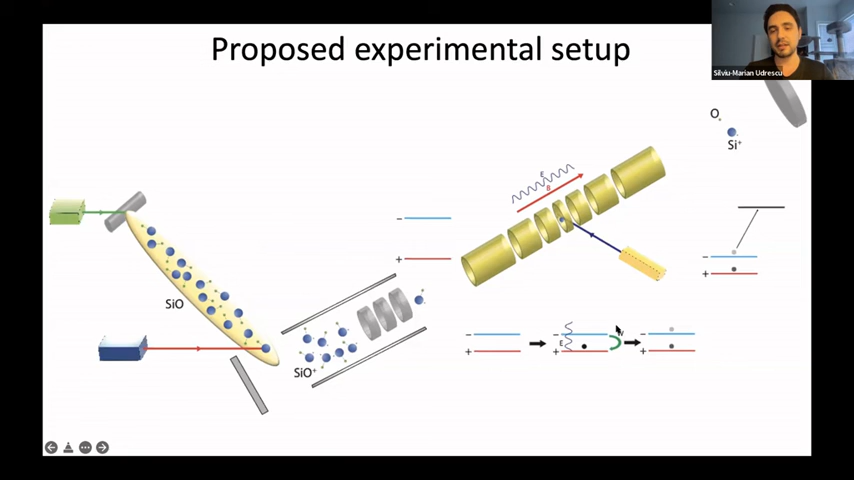 Proposed experimental setup
Silviu-Marian Udrescu
O
Si⁺
E
B
SiO
SiO⁺
−
+
−
+
−
+
−
+
E
W
−
+